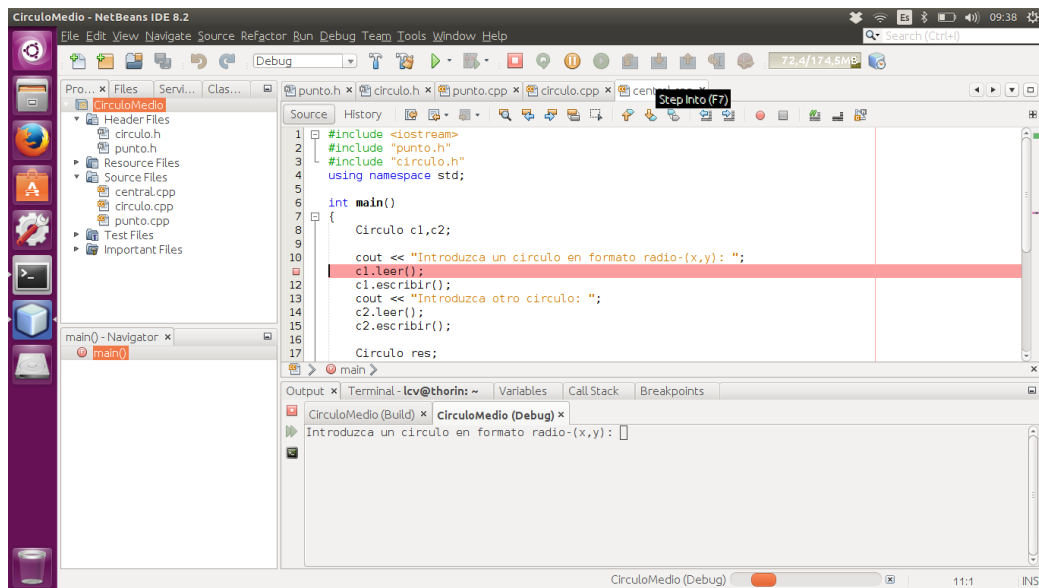 CirculoMedio - NetBeans IDE 8.2
Es
09:38
File Edit View Navigate Source Refactor Run Debug Team Tools Window Help
Search (Ctrl+I)
Debug
72,4/174,5MB
Pro... × Files Servi... Clas...
punto.h × circulo.h × punto.cpp × circulo.cpp × central.cpp ×
Step Into (F7)
CirculoMedio
Header Files
circulo.h
punto.h
Resource Files
Source Files
central.cpp
circulo.cpp
punto.cpp
Test Files
Important Files
Source History
1 #include <iostream>
2 #include "punto.h"
3 #include "circulo.h"
4 using namespace std;
5
6 int main()
7 {
8 Circulo c1,c2;
9
10 cout << "Introduzca un circulo en formato radio-(x,y): ";
c1.leer();
12 c1.escribir();
13 cout << "Introduzca otro circulo: ";
14 c2.leer();
15 c2.escribir();
16
17 Circulo res;
main
main() - Navigator ×
main()
Output × Terminal - lcv@thorin: ~ Variables Call Stack Breakpoints
CirculoMedio (Build) × CirculoMedio (Debug) ×
Introduzca un circulo en formato radio-(x,y):
CirculoMedio (Debug)
11:1
INS